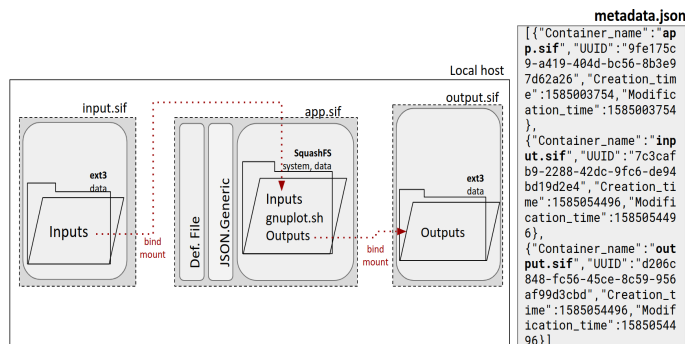 metadata.json
Local host
input.sif
app.sif
output.sif
ext3
data
Inputs
bind
mount
Def. File
JSON.Generic
SquashFS
system, data
Inputs
gnuplot.sh
Outputs
bind
mount
ext3
data
Outputs
[{"Container_name":"ap
p.sif","UUID":"9fe175c
9-a419-404d-bc56-8b3e9
7d62a26","Creation_tim
e":1585003754,"Modific
ation_time":1585003754
},
{"Container_name":"inp
ut.sif","UUID":"7c3caf
b9-2288-42dc-9fc6-de94
bd19d2e4","Creation_ti
me":1585054496,"Modifi
cation_time":158505449
6},
{"Container_name":"out
put.sif","UUID":"d206c
848-fc56-45ce-8c59-956
af99d3cbd","Creation_t
ime":1585054496,"Modif
ication_time":15850544
96}]